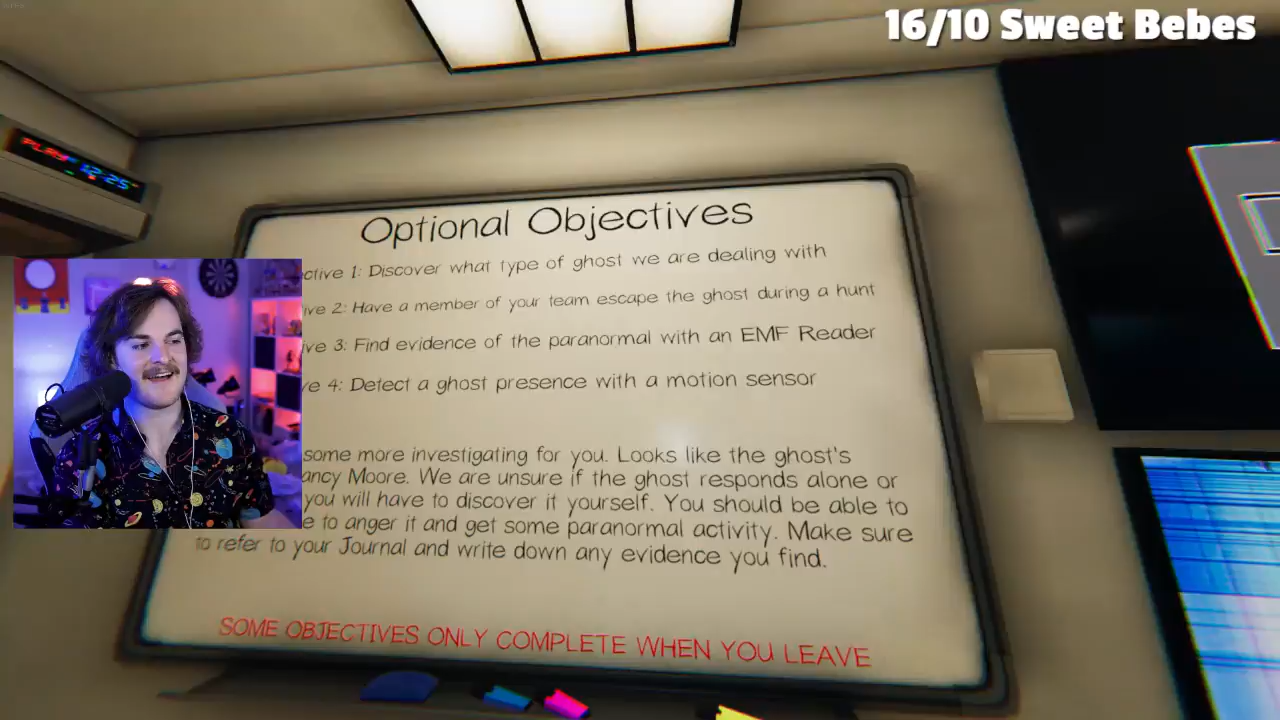 16/10 Sweet Bebes
PLAY 12:25
Optional Objectives
ctive 1: Discover what type of ghost we are dealing with
ive 2: Have a member of your team escape the ghost during a hunt
ive 3: Find evidence of the paranormal with an EMF Reader
e 4: Detect a ghost presence with a motion sensor
some more investigating for you. Looks like the ghost's
ancy Moore. We are unsure if the ghost responds alone or
you will have to discover it yourself. You should be able to
e to anger it and get some paranormal activity. Make sure
to refer to your Journal and write down any evidence you find.
SOME OBJECTIVES ONLY COMPLETE WHEN YOU LEAVE